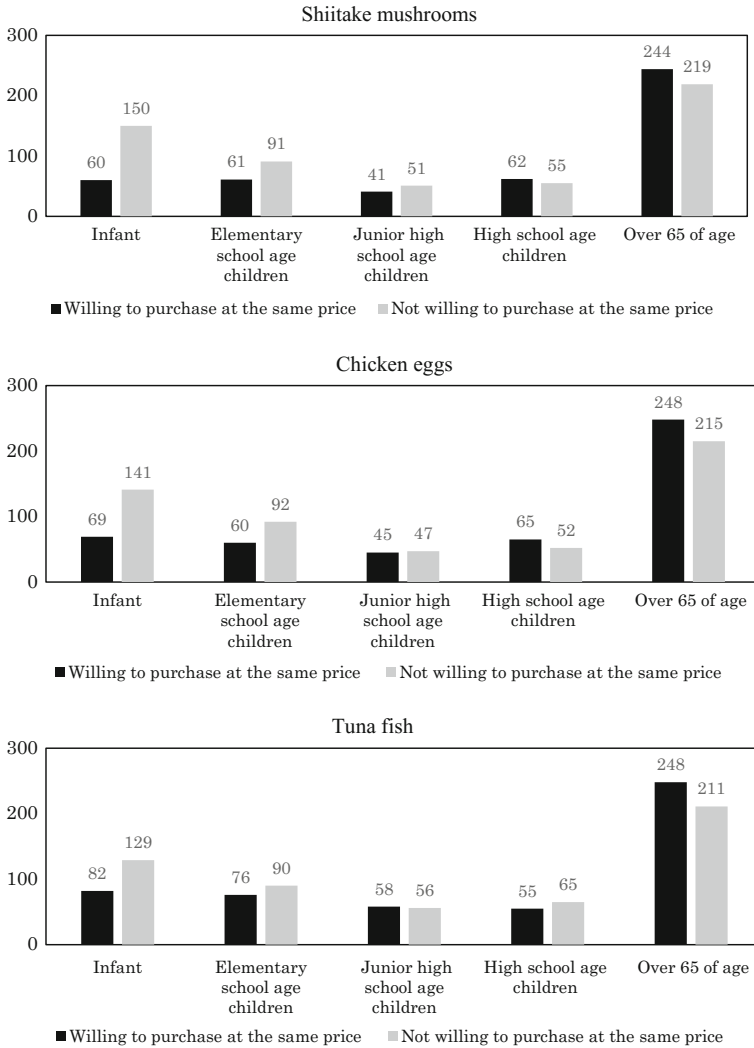 Shiitake mushrooms
300
200
100
0
60 150 61 91 41 51 62 55 244 219
Infant Elementary school age children Junior high school age children High school age children Over 65 of age
■ Willing to purchase at the same price ■ Not willing to purchase at the same price
Chicken eggs
300
200
100
0
69 141 60 92 45 47 65 52 248 215
Infant Elementary school age children Junior high school age children High school age children Over 65 of age
■ Willing to purchase at the same price ■ Not willing to purchase at the same price
Tuna fish
300
200
100
0
82 129 76 90 58 56 55 65 248 211
Infant Elementary school age children Junior high school age children High school age children Over 65 of age
■ Willing to purchase at the same price ■ Not willing to purchase at the same price